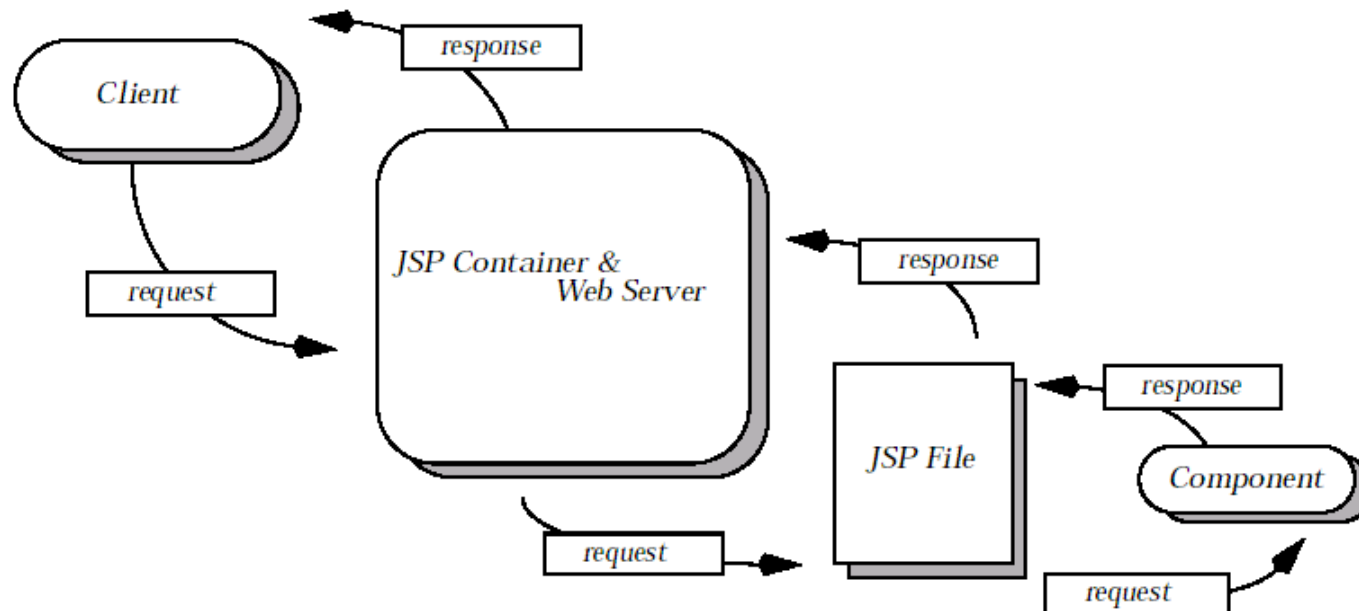 response
Client
JSP Container &
Web Server
request
response
response
JSP File
Component
request
request